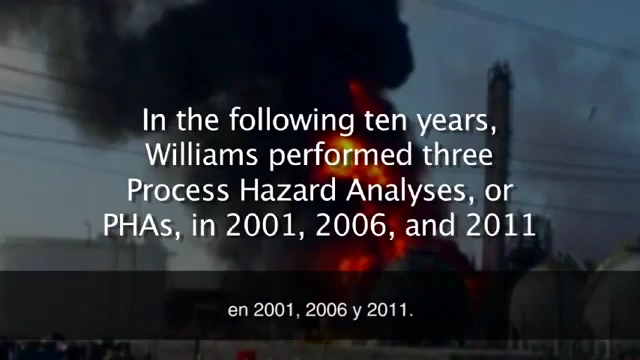 In the following ten years,
Williams performed three
Process Hazard Analyses, or
PHAs, in 2001, 2006, and 2011
en 2001, 2006 y 2011.